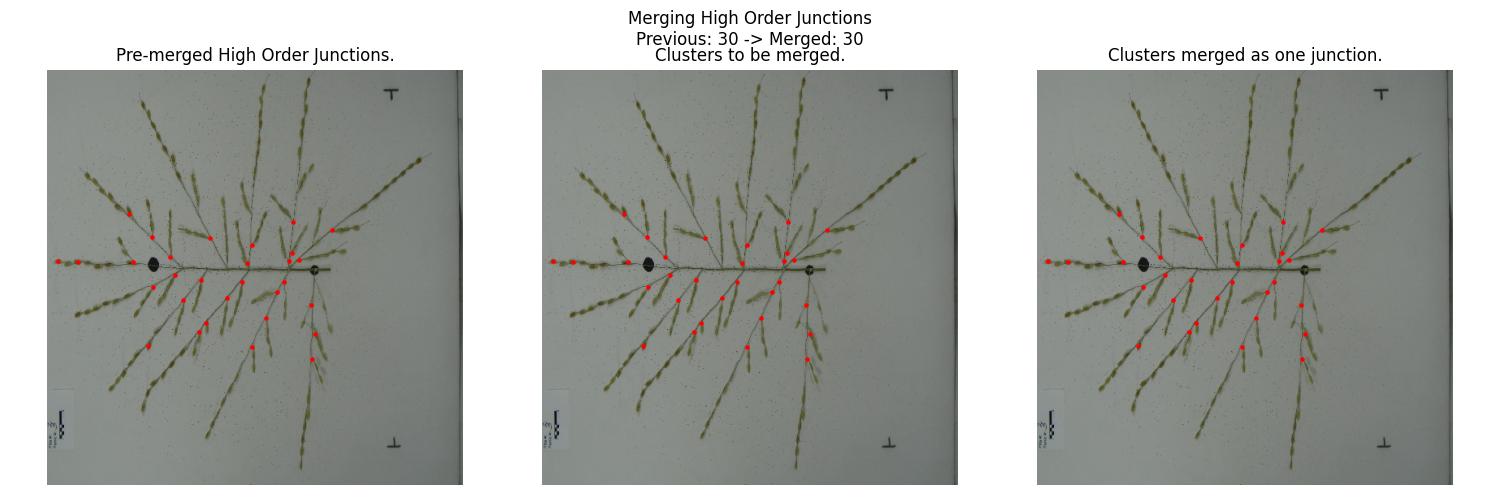 Merging High Order Junctions
Previous: 30 -> Merged: 30
Pre-merged High Order Junctions.
Clusters to be merged.
Clusters merged as one junction.